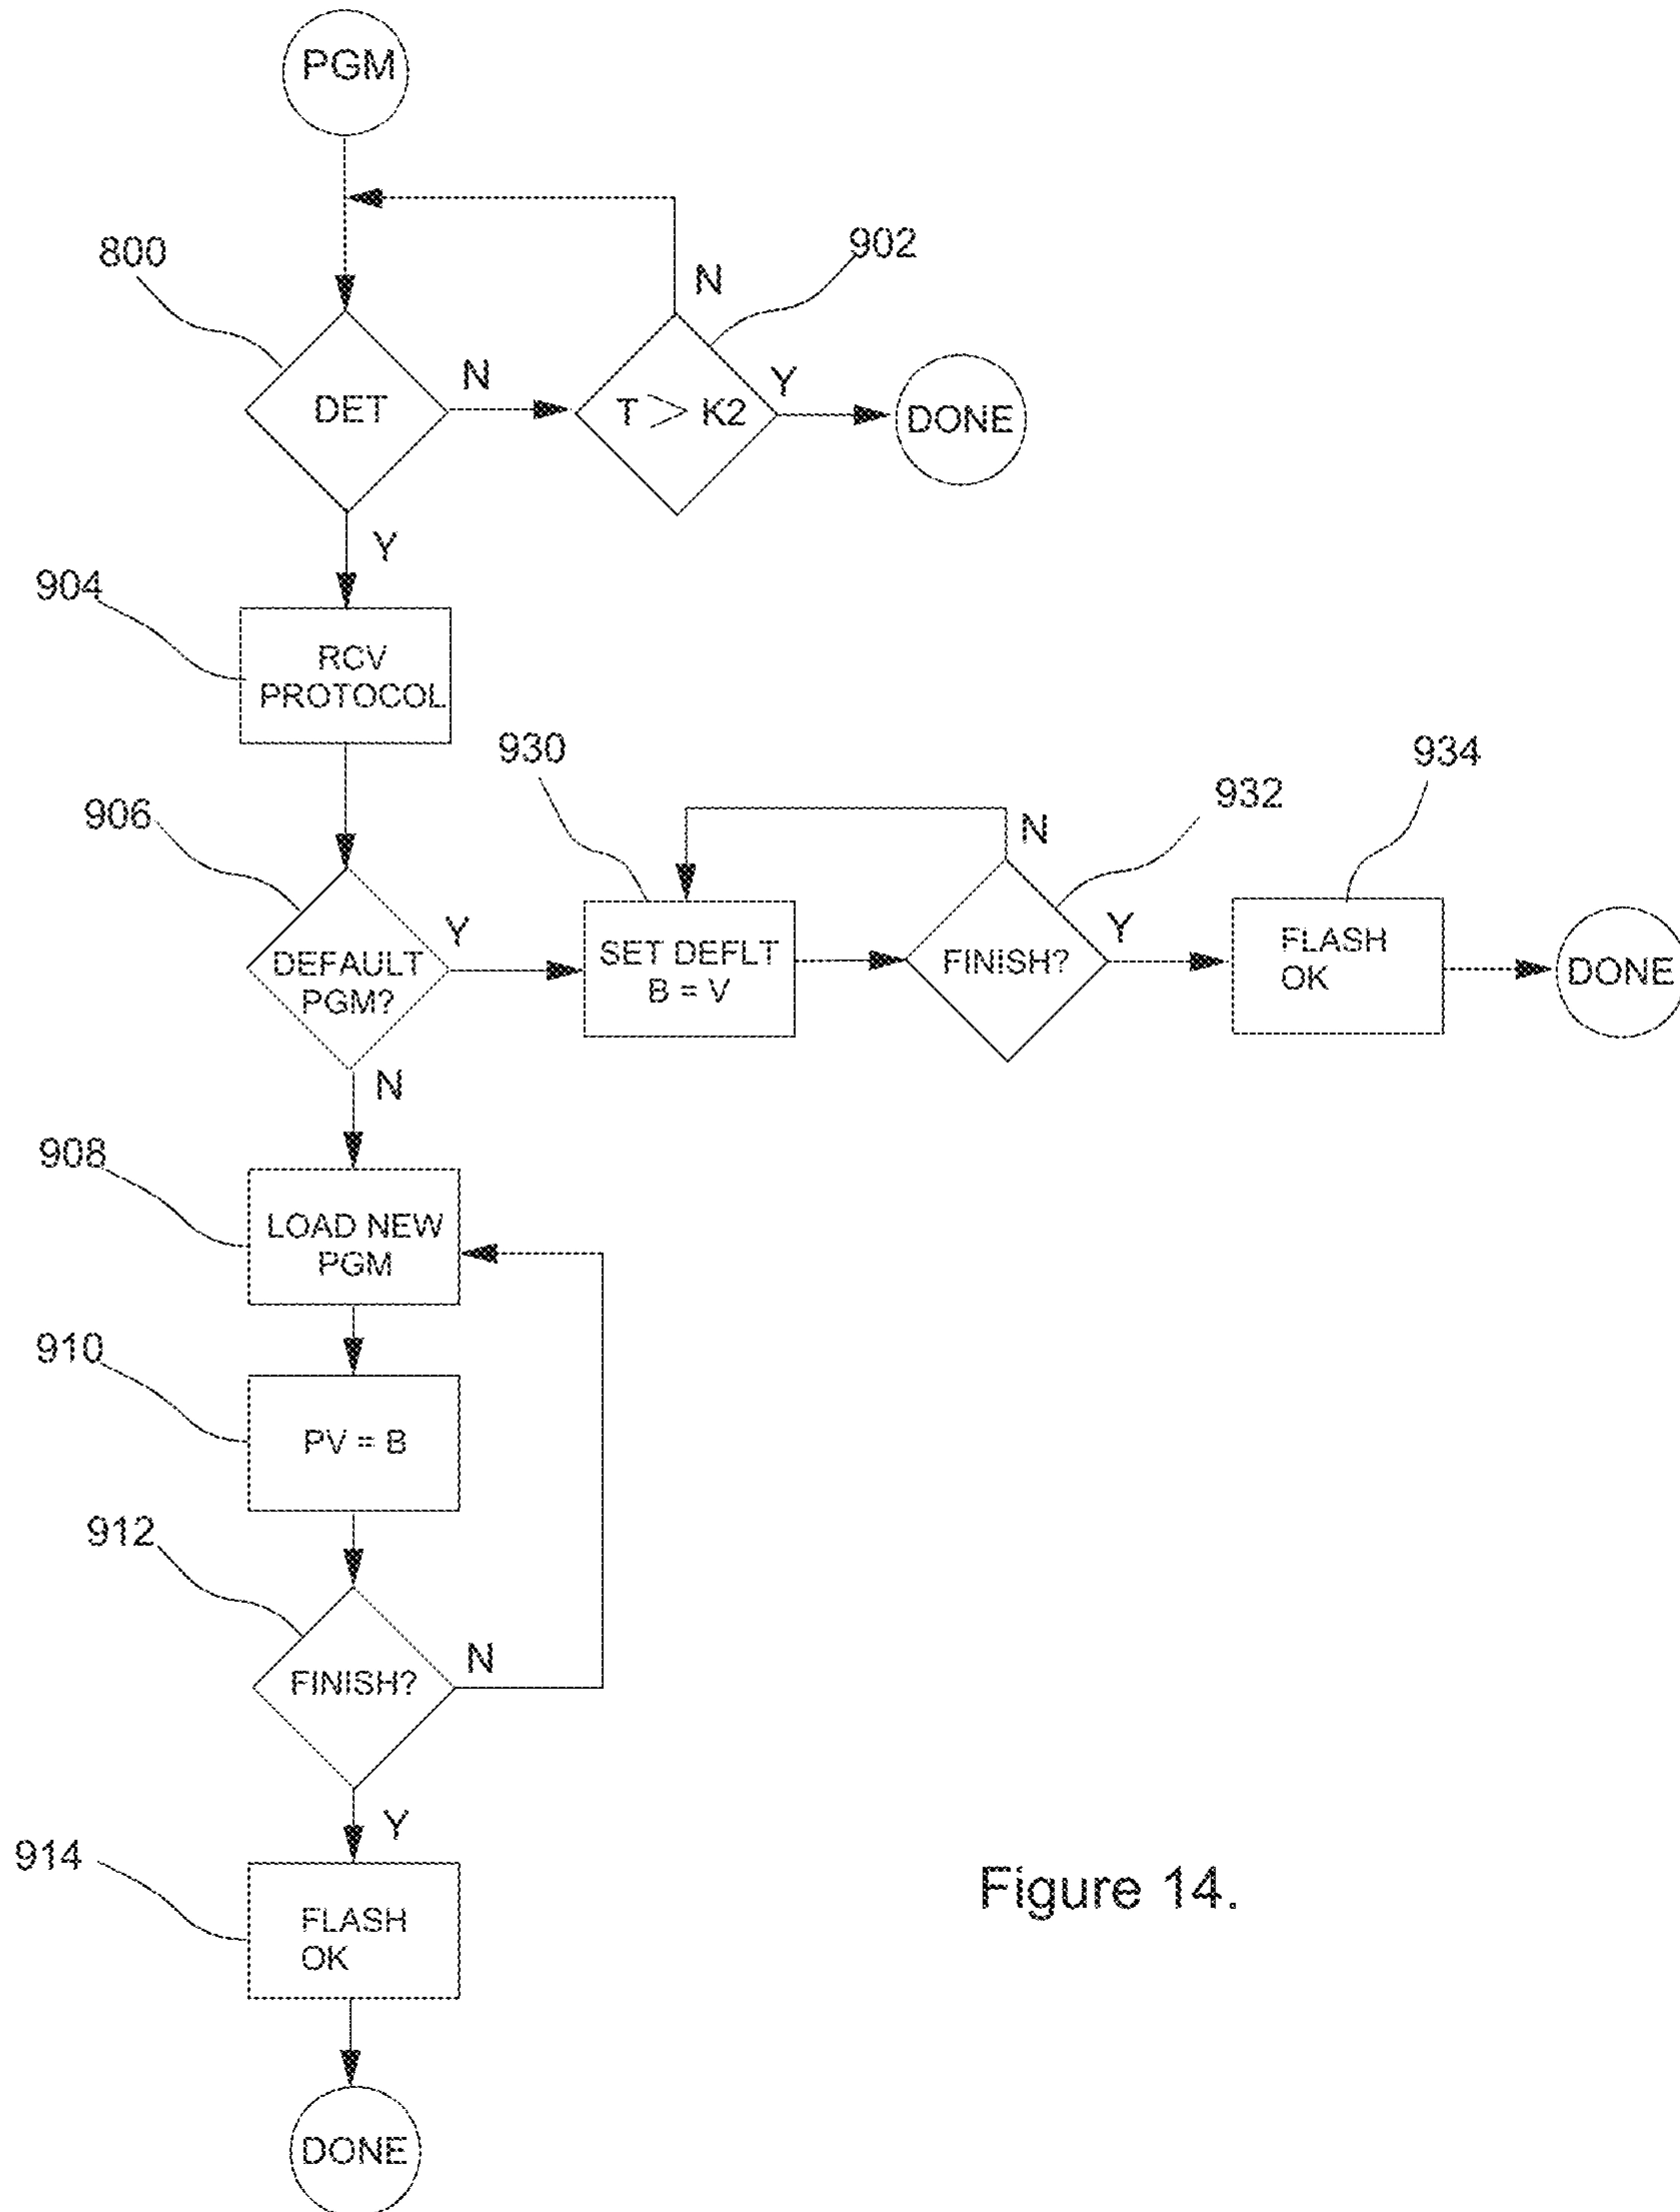 PGM
800
902
N
DET
N
T > K2
Y
DONE
Y
904
RCV
PROTOCOL
930
934
932
906
N
DEFAULT
PGM?
Y
SET DEFLT
B = V
FINISH?
Y
FLASH
OK
DONE
N
908
LOAD NEW
PGM
910
PV = B
912
FINISH?
N
Y
914
FLASH
OK
DONE
Figure 14.